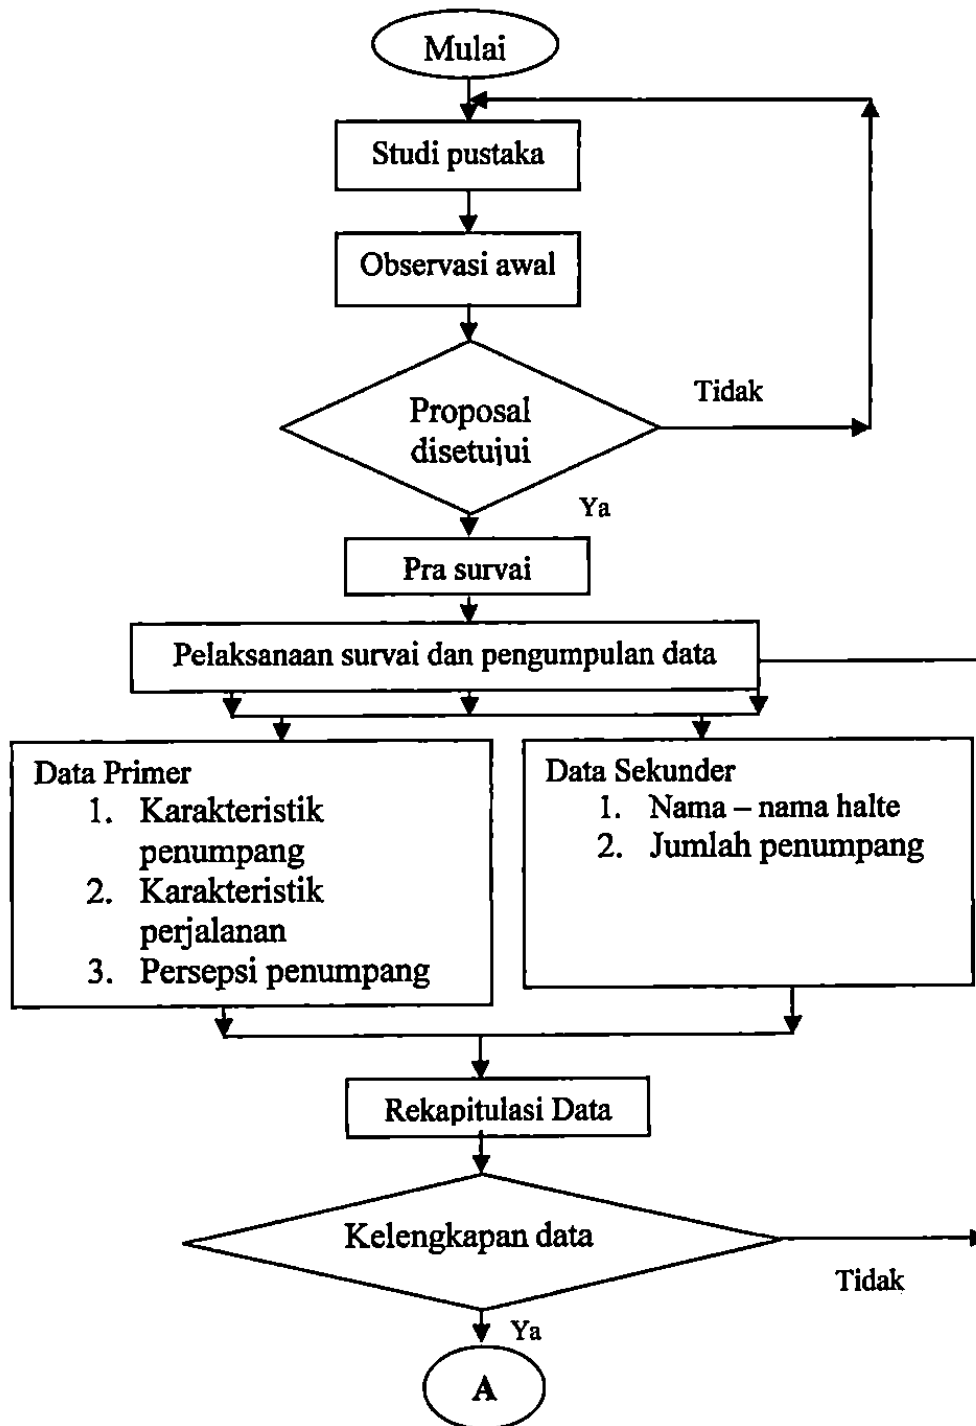 Mulai
Studi pustaka
Observasi awal
Proposal
disetujui
Tidak
Ya
Pra survai
Pelaksanaan survai dan pengumpulan data
Data Primer
1. Karakteristik
penumpang
2. Karakteristik
perjalanan
3. Persepsi penumpang
Data Sekunder
1. Nama – nama halte
2. Jumlah penumpang
Rekapitulasi Data
Kelengkapan data
Tidak
Ya
A